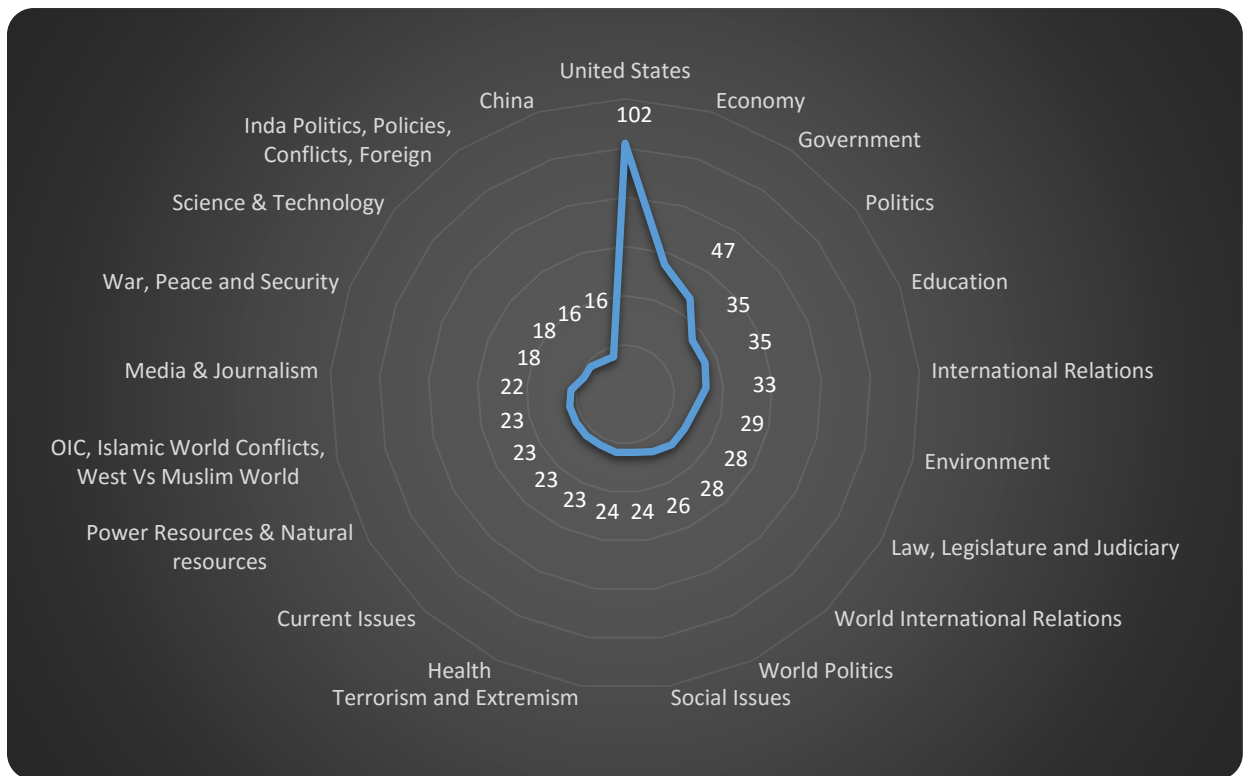 United States
102
Economy
47
Government
35
Politics
35
Education
33
International Relations
29
Environment
28
Law, Legislature and Judiciary
28
World International Relations
26
World Politics
24
Social Issues
24
Terrorism and Extremism
23
Health
23
Current Issues
23
Power Resources & Natural
resources
23
OIC, Islamic World Conflicts,
West Vs Muslim World
22
Media & Journalism
18
War, Peace and Security
18
Science & Technology
16
Inda Politics, Policies,
Conflicts, Foreign
16
China